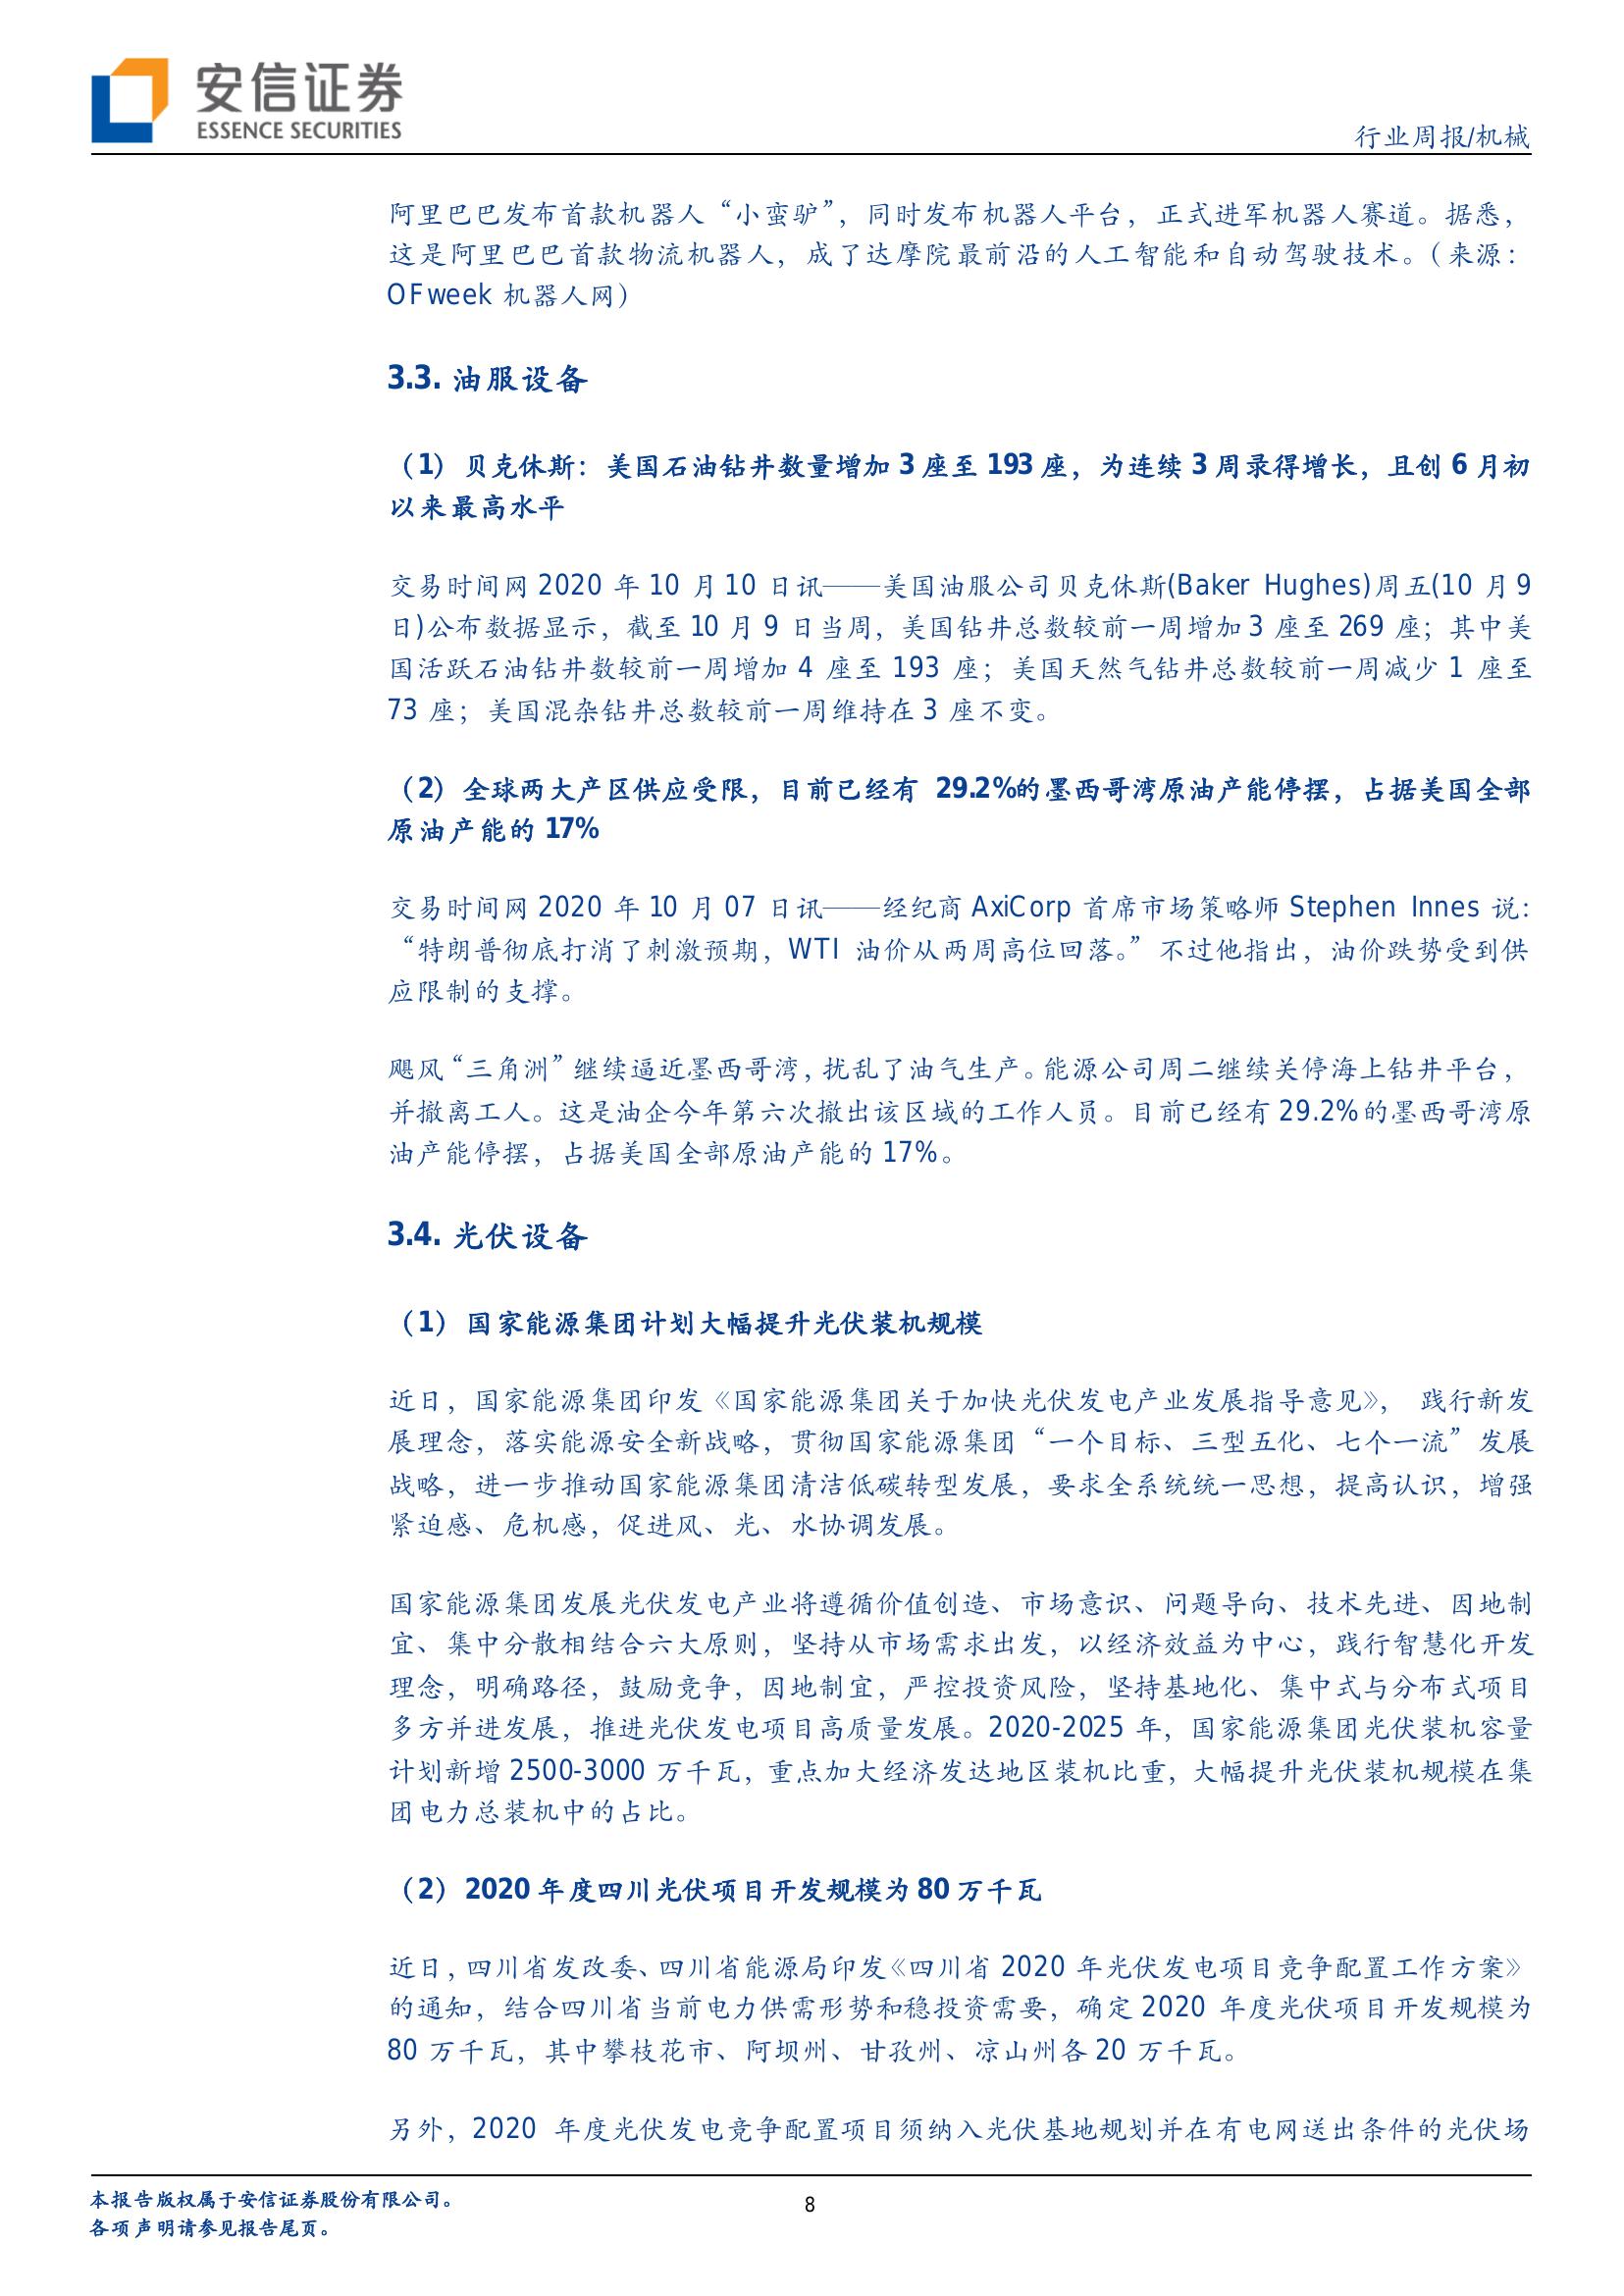 安信证券
ESSENCE SECURITIES
行业周报/机械
阿里巴巴发布首款机器人“小蛮驴”，同时发布机器人平台，正式进军机器人赛道。据悉，
这是阿里巴巴首款物流机器人，成了达摩院最前沿的人工智能和自动驾驶技术。（来源：
OFweek 机器人网）
3.3. 油服设备
（1）贝克休斯：美国石油钻井数量增加 3 座至 193 座，为连续 3 周录得增长，且创 6 月初
以来最高水平
交易时间网 2020 年 10 月 10 日讯——美国油服公司贝克休斯(Baker Hughes)周五(10 月 9
日)公布数据显示，截至 10 月 9 日当周，美国钻井总数较前一周增加 3 座至 269 座；其中美
国活跃石油钻井数较前一周增加 4 座至 193 座；美国天然气钻井总数较前一周减少 1 座至
73 座；美国混杂钻井总数较前一周维持在 3 座不变。
（2）全球两大产区供应受限，目前已经有 29.2%的墨西哥湾原油产能停摆，占据美国全部
原油产能的 17%
交易时间网 2020 年 10 月 07 日讯——经纪商 AxiCorp 首席市场策略师 Stephen Innes 说：
“特朗普彻底打消了刺激预期，WTI 油价从两周高位回落。”不过他指出，油价跌势受到供
应限制的支撑。
飓风“三角洲”继续逼近墨西哥湾，扰乱了油气生产。能源公司周二继续关停海上钻井平台，
并撤离工人。这是油企今年第六次撤出该区域的工作人员。目前已经有 29.2%的墨西哥湾原
油产能停摆，占据美国全部原油产能的 17%。
3.4. 光伏设备
（1）国家能源集团计划大幅提升光伏装机规模
近日，国家能源集团印发《国家能源集团关于加快光伏发电产业发展指导意见》， 践行新发
展理念，落实能源安全新战略，贯彻国家能源集团“一个目标、三型五化、七个一流”发展
战略，进一步推动国家能源集团清洁低碳转型发展，要求全系统统一思想，提高认识，增强
紧迫感、危机感，促进风、光、水协调发展。
国家能源集团发展光伏发电产业将遵循价值创造、市场意识、问题导向、技术先进、因地制
宜、集中分散相结合六大原则，坚持从市场需求出发，以经济效益为中心，践行智慧化开发
理念，明确路径，鼓励竞争，因地制宜，严控投资风险，坚持基地化、集中式与分布式项目
多方并进发展，推进光伏发电项目高质量发展。2020-2025 年，国家能源集团光伏装机容量
计划新增 2500-3000 万千瓦，重点加大经济发达地区装机比重，大幅提升光伏装机规模在集
团电力总装机中的占比。
（2）2020 年度四川光伏项目开发规模为 80 万千瓦
近日，四川省发改委、四川省能源局印发《四川省 2020 年光伏发电项目竞争配置工作方案》
的通知，结合四川省当前电力供需形势和稳投资需要，确定 2020 年度光伏项目开发规模为
80 万千瓦，其中攀枝花市、阿坝州、甘孜州、凉山州各 20 万千瓦。
另外，2020 年度光伏发电竞争配置项目须纳入光伏基地规划并在有电网送出条件的光伏场
本报告版权属于安信证券股份有限公司。
各项声明请参见报告尾页。
8